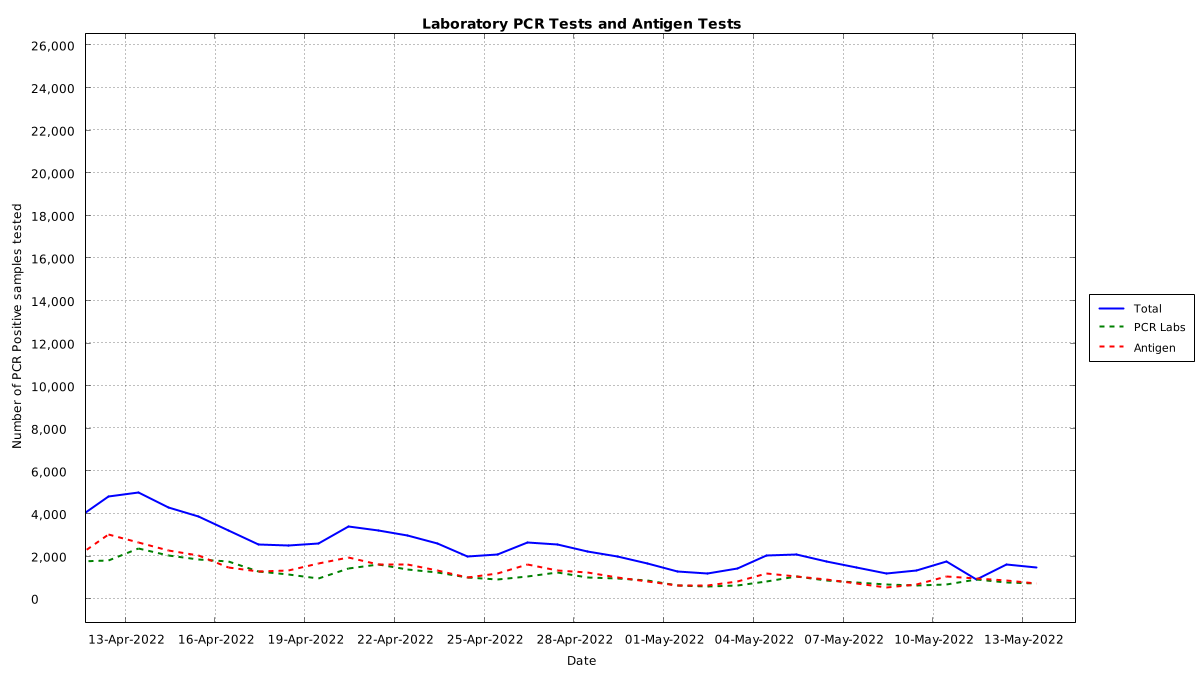 Laboratory PCR Tests and Antigen Tests
26,000
24,000
22,000
20,000
18,000
16,000
14,000
12,000
10,000
8,000
6,000
4,000
2,000
0
Number of PCR Positive samples tested
13-Apr-2022 16-Apr-2022 19-Apr-2022 22-Apr-2022 25-Apr-2022 28-Apr-2022 01-May-2022 04-May-2022 07-May-2022 10-May-2022 13-May-2022
Date
Total
PCR Labs
Antigen